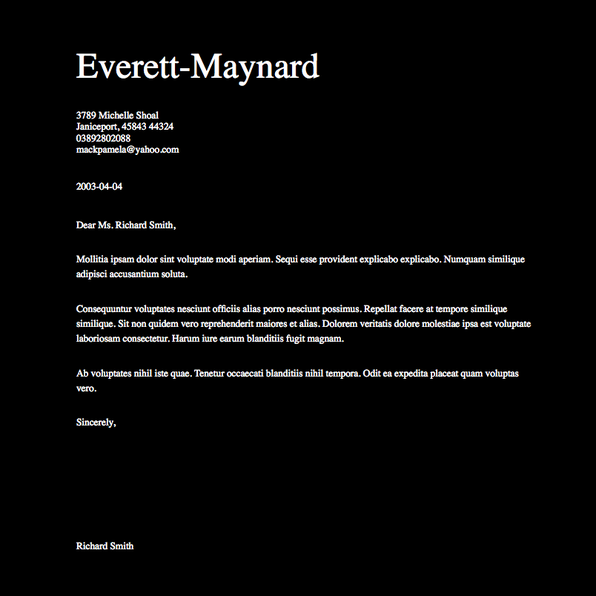 Everett-Maynard
3789 Michelle Shoal
Janiceport, 45843 44324
03892802088
mackpamela@yahoo.com
2003-04-04
Dear Ms. Richard Smith,
Mollitia ipsam dolor sint voluptate modi aperiam. Sequi esse provident explicabo explicabo. Numquam similique
adipisci accusantium soluta.
Consequuntur voluptates nesciunt officiis alias porro nesciunt possimus. Repellat facere at tempore similique
similique. Sit non quidem vero reprehenderit maiores et alias. Dolorem veritatis dolore molestiae ipsa est voluptate
laboriosam consectetur. Harum iure earum blanditiis fugit magnam.
Ab voluptates nihil iste quae. Tenetur occaecati blanditiis nihil tempora. Odit ea expedita placeat quam voluptas
vero.
Sincerely,
Richard Smith